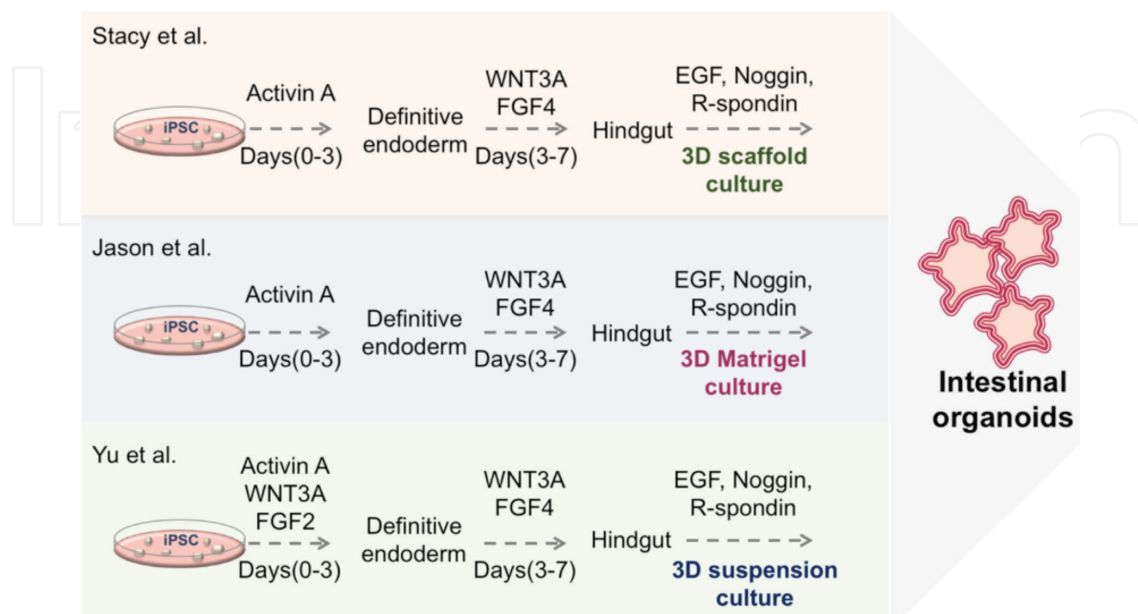 Stacy et al.
iPSC
Activin A
Days(0-3)
Definitive
endoderm
WNT3A
FGF4
Days(3-7)
Hindgut
EGF, Noggin,
R-spondin
3D scaffold
culture
Jason et al.
iPSC
Activin A
Days(0-3)
Definitive
endoderm
WNT3A
FGF4
Days(3-7)
Hindgut
EGF, Noggin,
R-spondin
3D Matrigel
culture
Yu et al.
iPSC
Activin A
WNT3A
FGF2
Days(0-3)
Definitive
endoderm
WNT3A
FGF4
Days(3-7)
Hindgut
EGF, Noggin,
R-spondin
3D suspension
culture
Intestinal
organoids